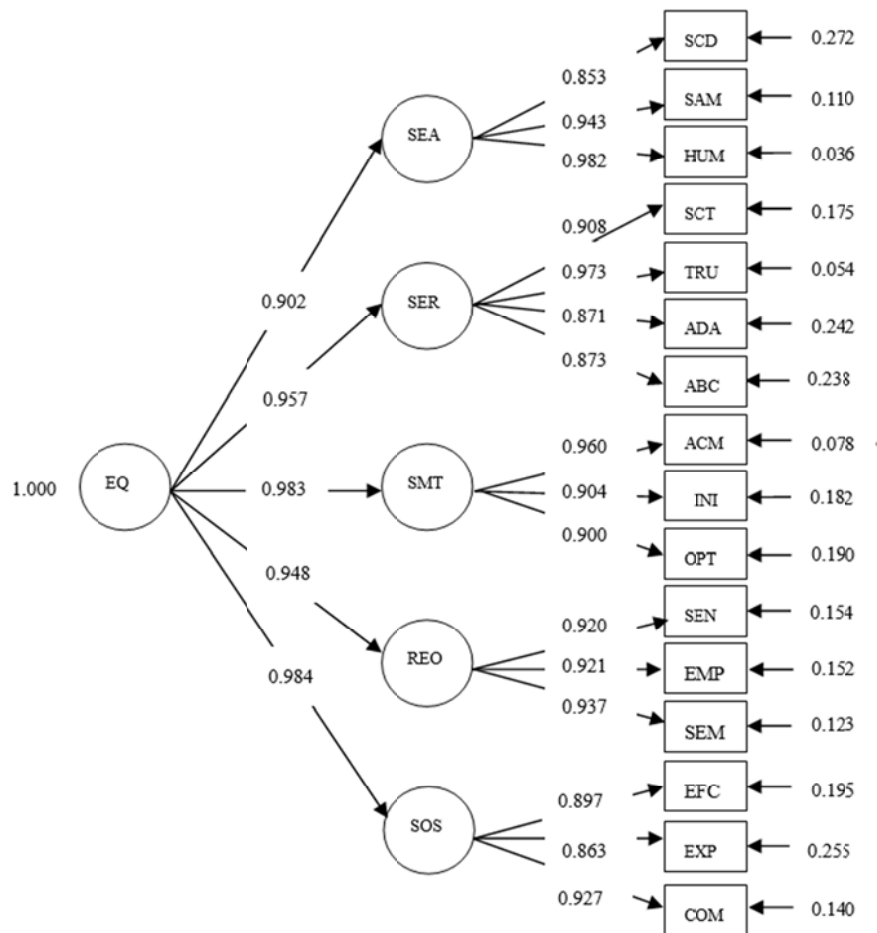 SCD
0.272
0.853
SAM
0.110
0.943
SEA
HUM
0.036
0.982
SCT
0.175
0.908
TRU
0.054
0.973
0.902
SER
ADA
0.242
0.871
0.873
ABC
0.238
0.957
ACM
0.078
0.960
1.000
EQ
0.983
SMT
0.904
INI
0.182
0.900
OPT
0.190
0.948
SEN
0.154
0.920
REO
0.921
EMP
0.152
0.984
0.937
SEM
0.123
0.897
EFC
0.195
SOS
0.863
EXP
0.255
0.927
COM
0.140